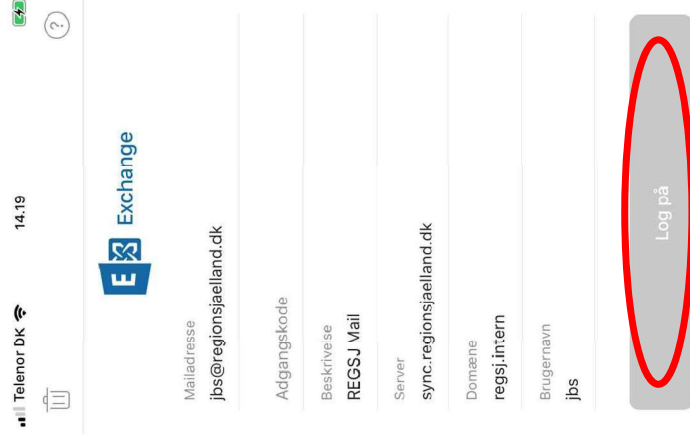 Telenor DK 14.19
?
E Exchange
Mailadresse
jbs@regionsjaelland.dk
Adgangskode
Beskrivelse
REGSJ Mail
Server
sync.regionsjaelland.dk
Domæne
regsj.intern
Brugernavn
jbs
Log på